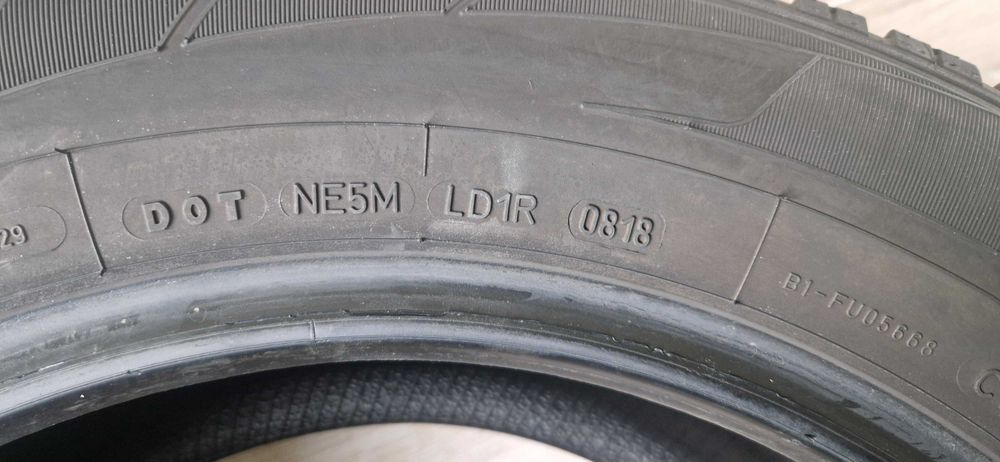 29
DOT NE5M LD1R 0818
B1-FU05668
C